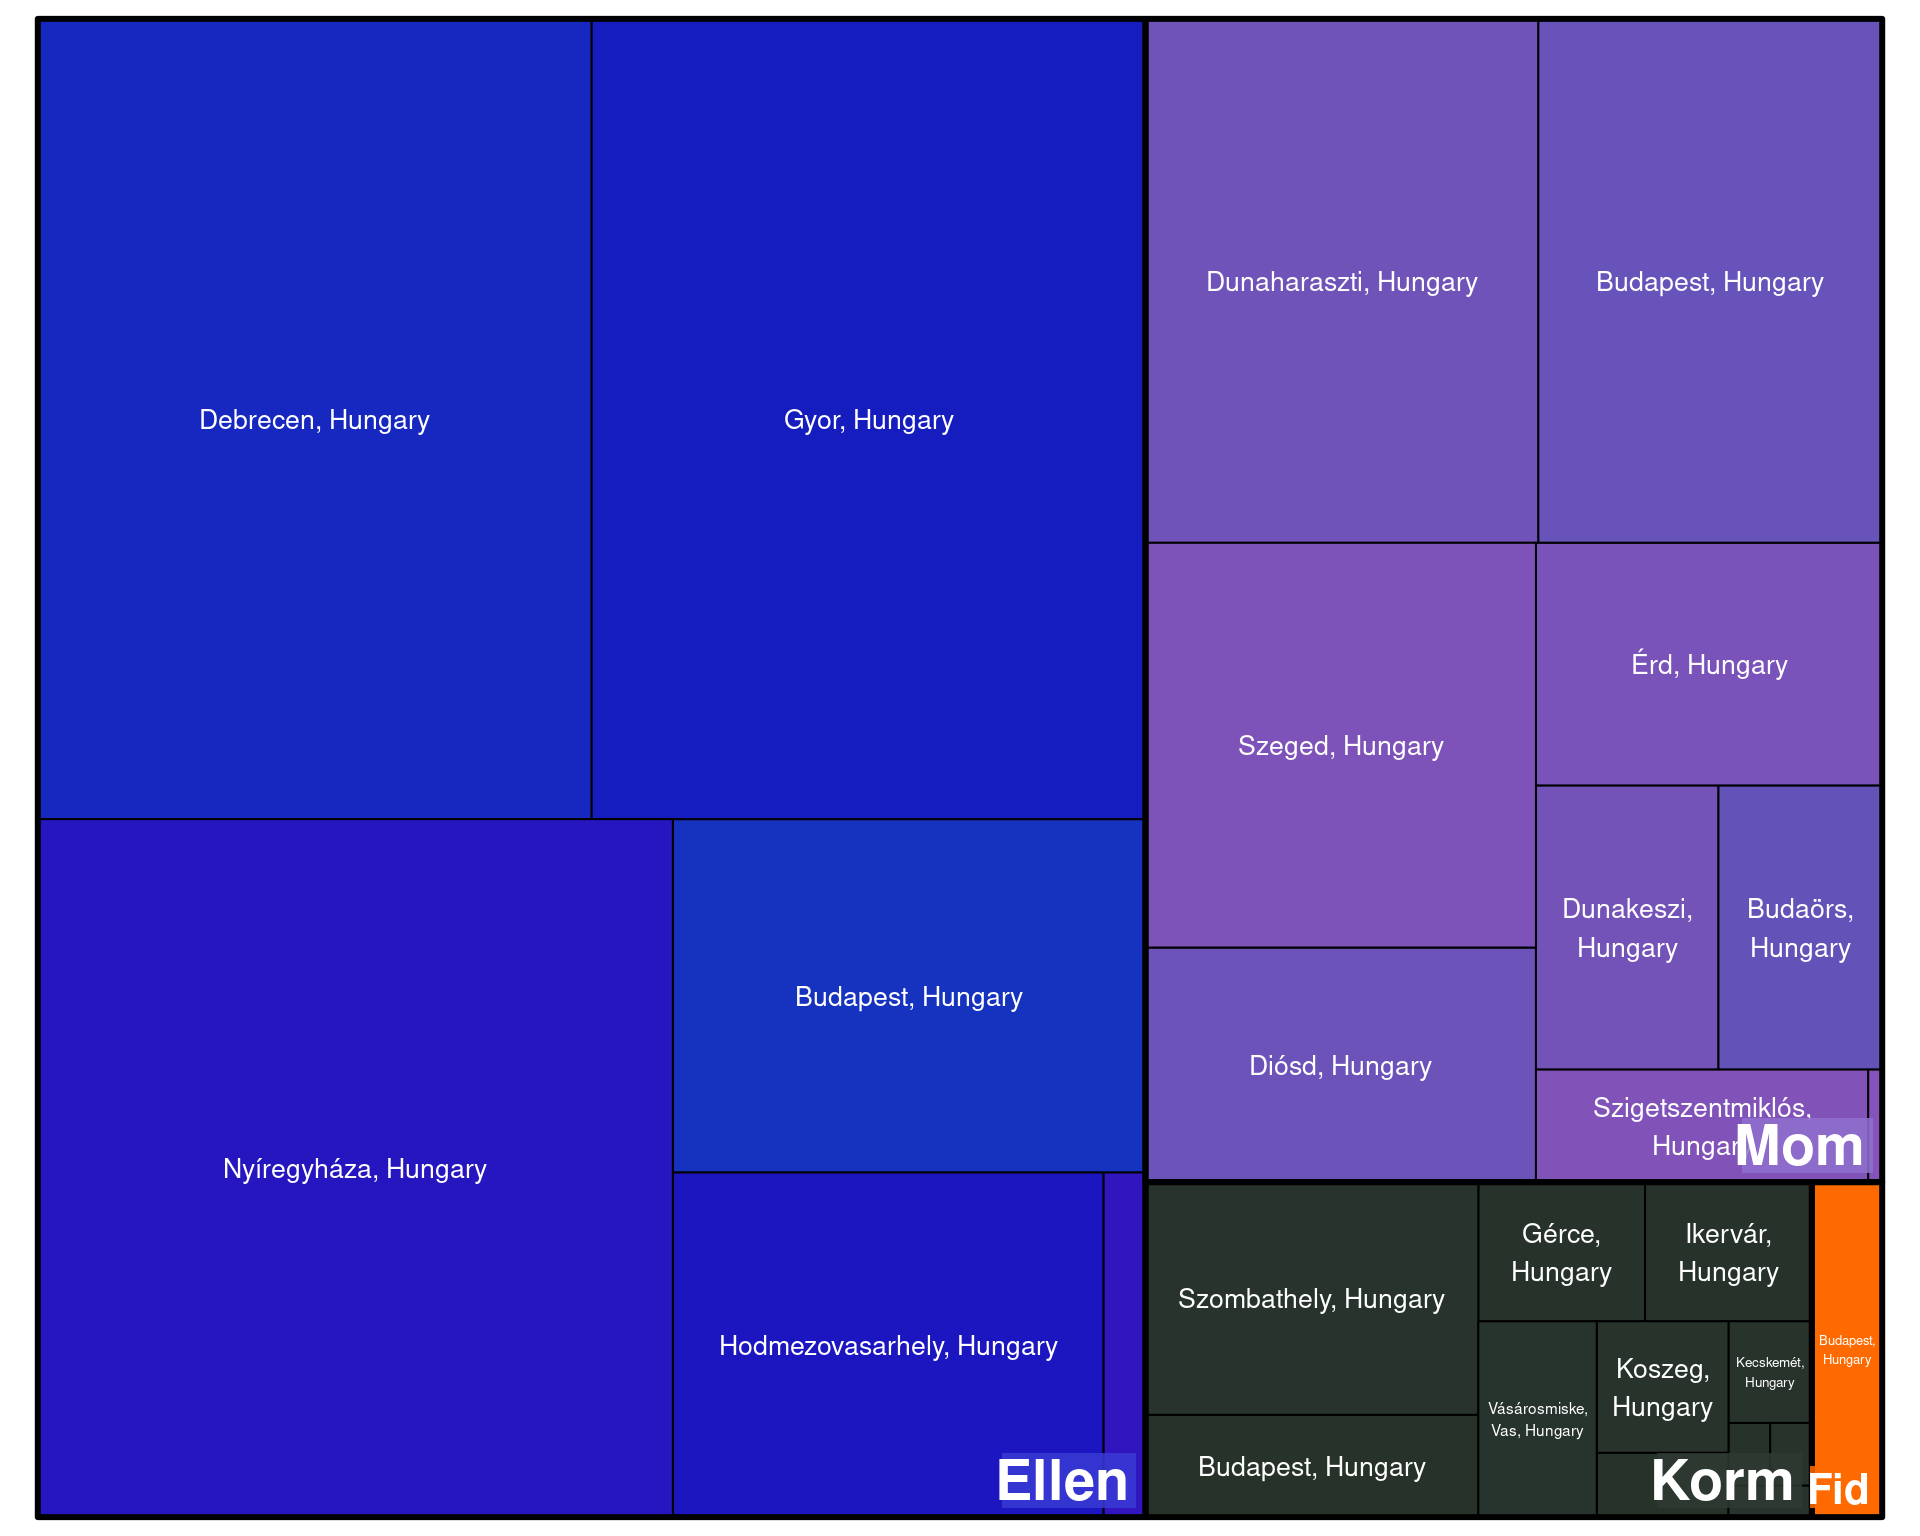 Debrecen, Hungary
Gyor, Hungary
Nyíregyháza, Hungary
Budapest, Hungary
Hodmezovasarhely, Hungary
Ellen
Dunaharaszti, Hungary
Budapest, Hungary
Szeged, Hungary
Érd, Hungary
Dunakeszi,
Hungary
Budaörs,
Hungary
Diósd, Hungary
Szigetszentmiklós,
Hungar
Mom
Szombathely, Hungary
Budapest, Hungary
Gérce,
Hungary
Ikervár,
Hungary
Vásárosmiske,
Vas, Hungary
Koszeg,
Hungary
Kecskemét,
Hungary
Korm
Budapest,
Hungary
Fid